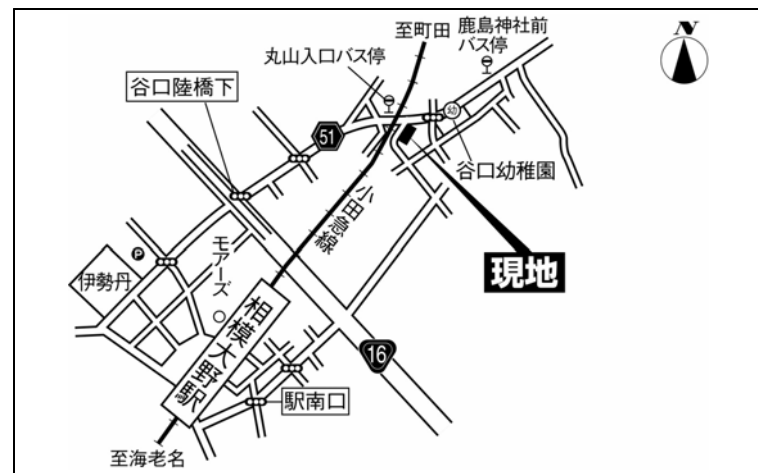 至町田
N
鹿島神社前
バス停
丸山入口バス停
谷口陸橋下
51
幼
谷口幼稚園
小田急線
P
伊勢丹
モアーズ
現地
相模大野駅
16
駅南口
至海老名